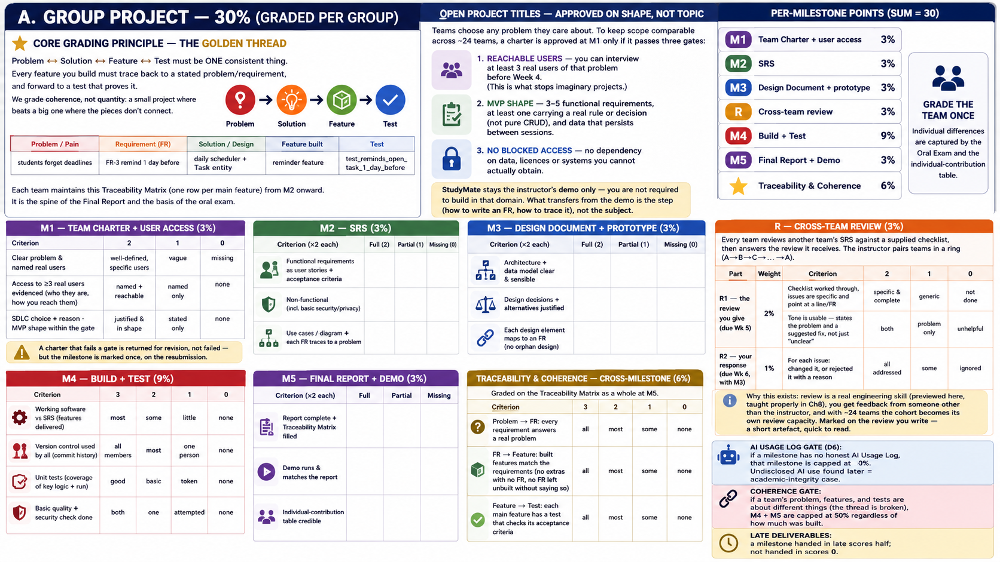 A. GROUP PROJECT — 30% (GRADED PER GROUP)
CORE GRADING PRINCIPLE — THE GOLDEN THREAD
Problem ↔ Solution ↔ Feature ↔ Test must be ONE consistent thing.
Every feature you build must trace back to a stated problem/requirement,
and forward to a test that proves it.
We grade coherence, not quantity: a small project where
beats a big one where the pieces don't connect.
Problem
Solution
Feature
Test
Problem / Pain
Requirement (FR)
Solution / Design
Feature built
Test
students forget deadlines
FR-3 remind 1 day before
daily scheduler +
Task entity
reminder feature
test_reminds_open_
task_1_day_before
Each team maintains this Traceability Matrix (one row per main feature) from M2 onward.
It is the spine of the Final Report and the basis of the oral exam.
OPEN PROJECT TITLES — APPROVED ON SHAPE, NOT TOPIC
Teams choose any problem they care about. To keep scope comparable
across ~24 teams, a charter is approved at M1 only if it passes three gates:
1. REACHABLE USERS — you can interview
at least 3 real users of that problem
before Week 4.
(This is what stops imaginary projects.)
2. MVP SHAPE — 3–5 functional requirements,
at least one carrying a real rule or decision
(not pure CRUD), and data that persists
between sessions.
3. NO BLOCKED ACCESS — no dependency
on data, licences or systems you cannot
actually obtain.
StudyMate stays the instructor's demo only — you are not required
to build in that domain. What transfers from the demo is the step
(how to write an FR, how to trace it), not the subject.
PER-MILESTONE POINTS (SUM = 30)
M1 Team Charter + user access 3%
M2 SRS 3%
M3 Design Document + prototype 3%
R Cross-team review 3%
M4 Build + Test 9%
M5 Final Report + Demo 3%
Traceability & Coherence 6%
GRADE THE
TEAM ONCE
Individual differences
are captured by the
Oral Exam and the
individual-contribution
table.
M1 — TEAM CHARTER + USER ACCESS (3%)
Criterion 2 1 0
Clear problem &
named real users
well-defined,
specific users
vague
missing
Access to ≥3 real users
evidenced (who they are,
how you reach them)
named +
reachable
named
only
none
SDLC choice + reason ·
MVP shape within the gate
justified &
in shape
stated
only
none
A charter that fails a gate is returned for revision, not failed —
but the milestone is marked once, on the resubmission.
M2 — SRS (3%)
Criterion (×2 each) Full (2) Partial (1) Missing (0)
Functional requirements
as user stories +
acceptance criteria
Non-functional
(incl. basic security/privacy)
Use cases / diagram +
each FR traces to a problem
M3 — DESIGN DOCUMENT + PROTOTYPE (3%)
Criterion (×2 each) Full (2) Partial (1) Missing (0)
Architecture +
data model clear
& sensible
Design decisions +
alternatives justified
Each design element
maps to an FR
(no orphan design)
R — CROSS-TEAM REVIEW (3%)
Every team reviews another team's SRS against a supplied checklist,
then answers the review it receives. The instructor pairs teams in a ring
(A→B→C→…→A).
Part Weight Criterion 2 1 0
R1 — the
review
you give
(due Wk 5)
2%
Checklist worked through,
issues are specific and
point at a line/FR
specific &
complete
generic
not
done
Tone is usable — states
the problem and a
suggested fix, not just
"unclear"
both
problem
only
unhelpful
R2 — your
response
(due Wk 6,
with M3)
1%
For each issue:
changed it, or rejected
it with a reason
all
addressed
some
ignored
Why this exists: review is a real engineering skill (previewed here,
taught properly in Ch8), you get feedback from someone other
than the instructor, and with ~24 teams the cohort becomes its
own review capacity. Marked on the review you write —
a short artefact, quick to read.
M4 — BUILD + TEST (9%)
Criterion 3 2 1 0
Working software
vs SRS (features
delivered)
most
some
little
none
Version control used
by all (commit history)
all
members
most
one
person
none
Unit tests (coverage
of key logic + run)
good
basic
token
none
Basic quality +
security check done
both
one
attempted
none
M5 — FINAL REPORT + DEMO (3%)
Criterion (×2 each) Full Partial Missing
Report complete +
Traceability Matrix
filled
Demo runs &
matches the report
Individual-contribution
table credible
TRACEABILITY & COHERENCE — CROSS-MILESTONE (6%)
Graded on the Traceability Matrix as a whole at M5.
Criterion 3 2 1 0
Problem → FR: every
requirement answers
a real problem
all
most
some
none
FR → Feature: built
features match the
requirements (no extras
with no FR, no FR left
unbuilt without saying so)
all
most
some
none
Feature → Test: each
main feature has a test
that checks its acceptance
criteria
all
most
some
none
AI USAGE LOG GATE (D6):
if a milestone has no honest AI Usage Log,
that milestone is capped at 0%.
Undisclosed AI use found later =
academic-integrity case.
COHERENCE GATE:
if a team's problem, features, and tests are
about different things (the thread is broken),
M4 + M5 are capped at 50% regardless of
how much was built.
LATE DELIVERABLES:
a milestone handed in late scores half;
not handed in scores 0.